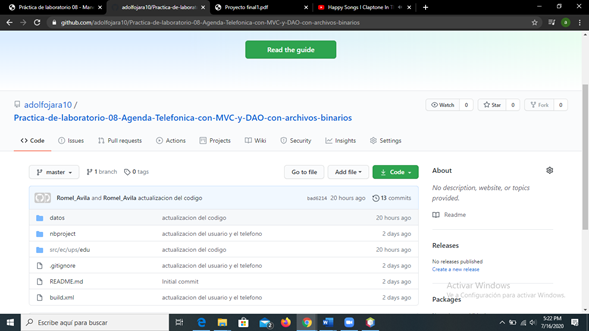 Práctica de laboratorio 08 - Man
adolfojara10/Practica-de-laborat
Proyecto final1.pdf
Happy Songs I Claptone In T
github.com/adolfojara10/Practica-de-laboratorio-08-Agenda-Telefonica-con-MVC-y-DAO-con-archivos-binarios
Read the guide
adolfojara10 /
Practica-de-laboratorio-08-Agenda-Telefonica-con-MVC-y-DAO-con-archivos-binarios
Watch 0 Star 0 Fork 0
Code Issues Pull requests Actions Projects Wiki Security Insights Settings
master 1 branch 0 tags Go to file Add file Code
About
Romel_Avila and Romel_Avila actualizacion del codigo 20 hours ago 13 commits
No description, website, or topics
provided.
datos actualizacion del codigo 20 hours ago
nbproject actualizacion del usuario y el telefono 2 days ago
Readme
src/ec/ups/edu actualizacion del codigo 20 hours ago
.gitignore actualizacion del usuario y el telefono 2 days ago
Releases
No releases published
Create a new release
README.md Initial commit 2 days ago
build.xml actualizacion del usuario y el telefono 2 days ago
Activar Windows
Ve a Configuración para activar Windows.
Packages
Escribe aquí para buscar
5:22 PM
7/16/2020